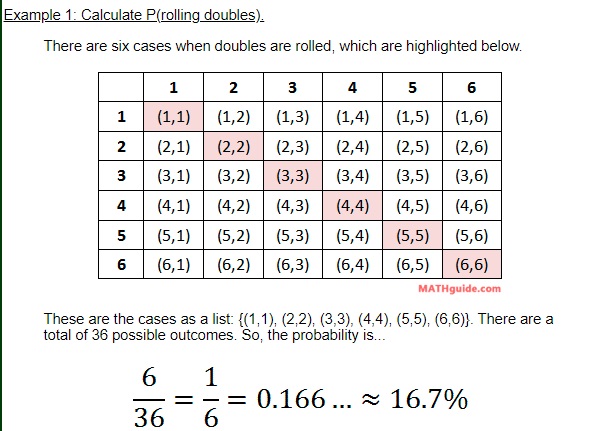 Example 1: Calculate P(rolling doubles).
There are six cases when doubles are rolled, which are highlighted below.
1 2 3 4 5 6
1 (1,1) (1,2) (1,3) (1,4) (1,5) (1,6)
2 (2,1) (2,2) (2,3) (2,4) (2,5) (2,6)
3 (3,1) (3,2) (3,3) (3,4) (3,5) (3,6)
4 (4,1) (4,2) (4,3) (4,4) (4,5) (4,6)
5 (5,1) (5,2) (5,3) (5,4) (5,5) (5,6)
6 (6,1) (6,2) (6,3) (6,4) (6,5) (6,6)
MATHguide.com
These are the cases as a list: {(1,1), (2,2), (3,3), (4,4), (5,5), (6,6)}. There are a
total of 36 possible outcomes. So, the probability is...
6/36 = 1/6 = 0.166 ... ≈ 16.7%